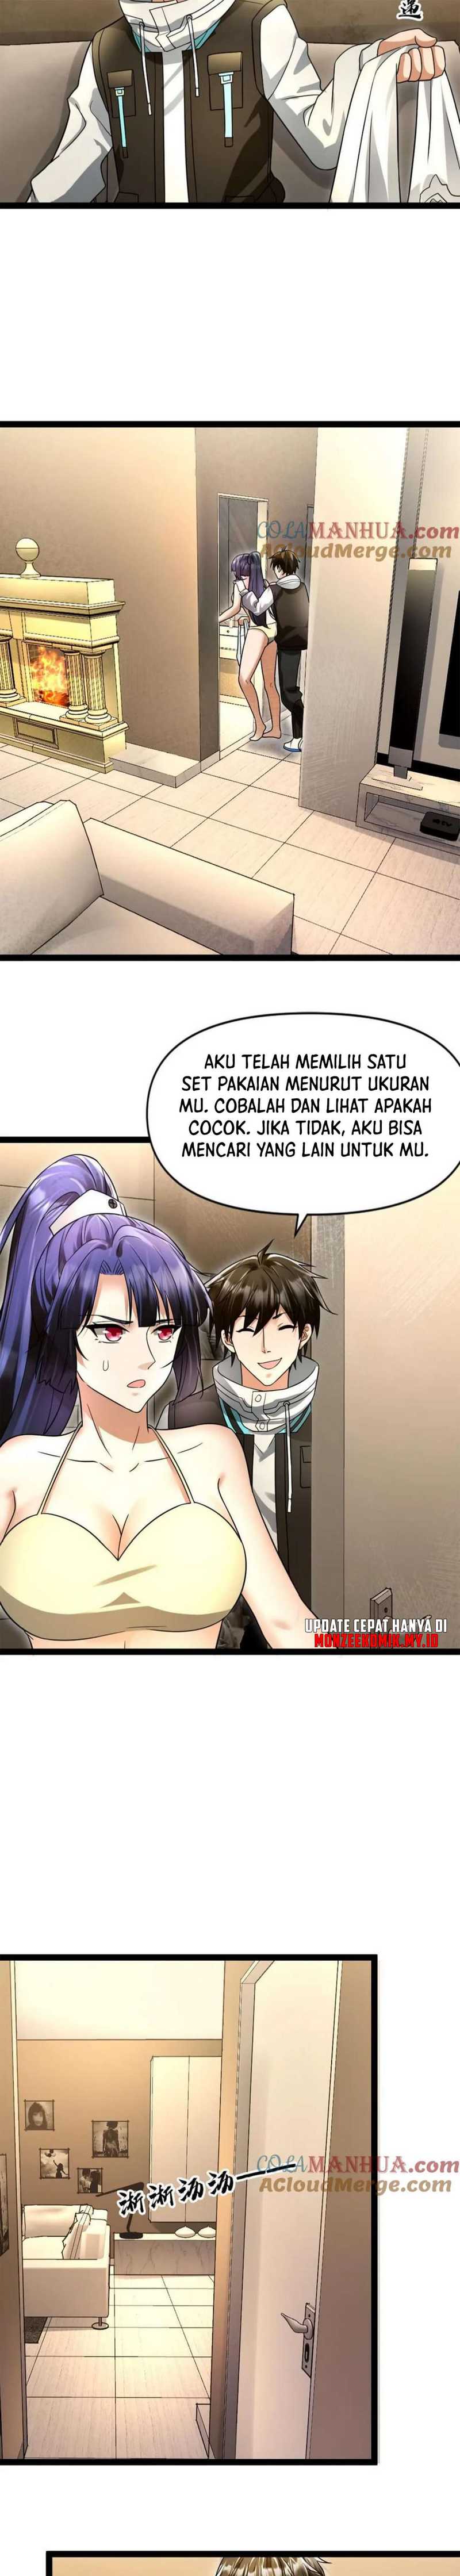 递
COLAMANHUA.com
ACloudMerge.com
AKU TELAH MEMILIH SATU
SET PAKAIAN MENURUT UKURAN
MU. COBALAH DAN LIHAT APAKAH
COCOK. JIKA TIDAK, AKU BISA
MENCARI YANG LAIN UNTUK MU.
UPDATE CEPAT HANYA DI
MONZEEKOMIK.MY.ID
COLAMANHUA.com
ACloudMerge.com
淅淅沥沥——